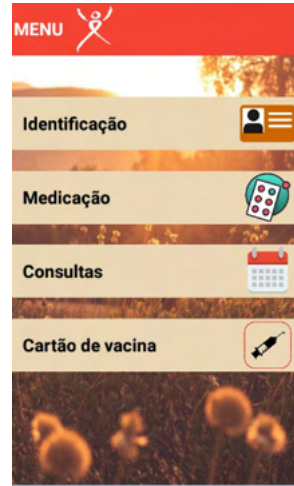 MENU
Identificação
Medicação
Consultas
Cartão de vacina